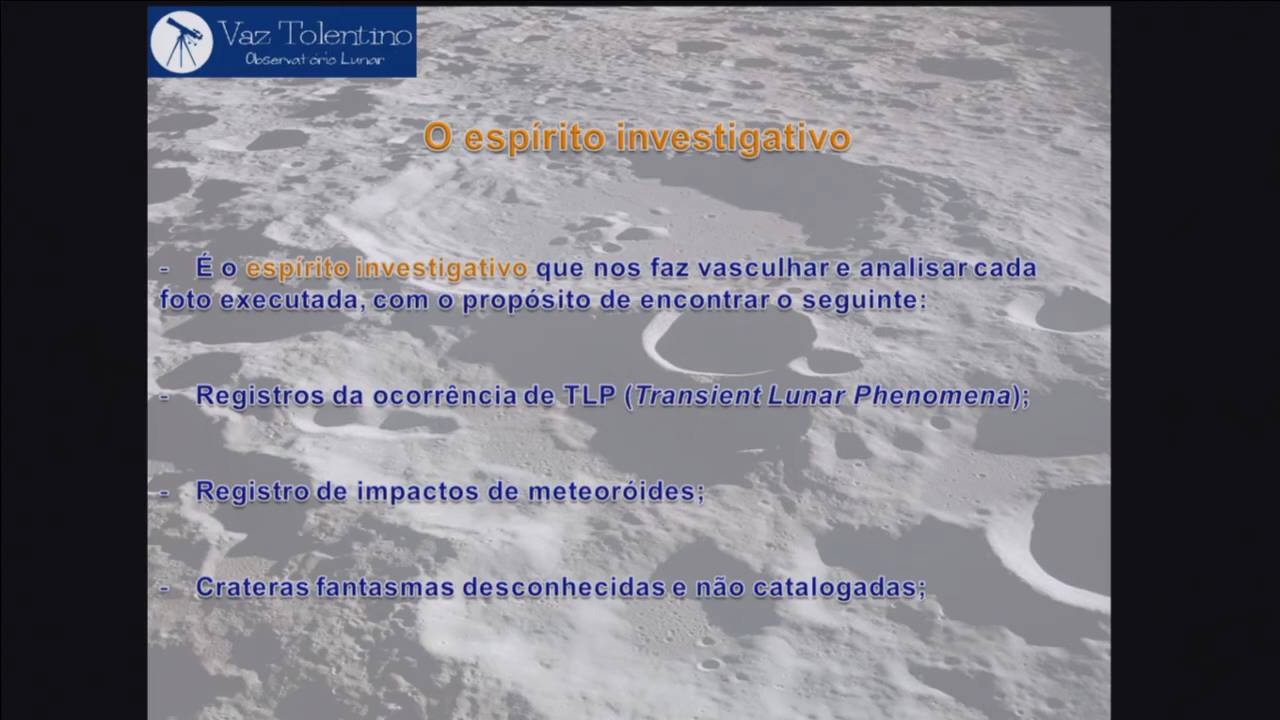 Vaz Tolentino
Observatório Lunar
O espírito investigativo
- É o espírito investigativo que nos faz vasculhar e analisar cada
foto executada, com o propósito de encontrar o seguinte:
- Registros da ocorrência de TLP (Transient Lunar Phenomena);
- Registro de impactos de meteoróides;
- Crateras fantasmas desconhecidas e não catalogadas;